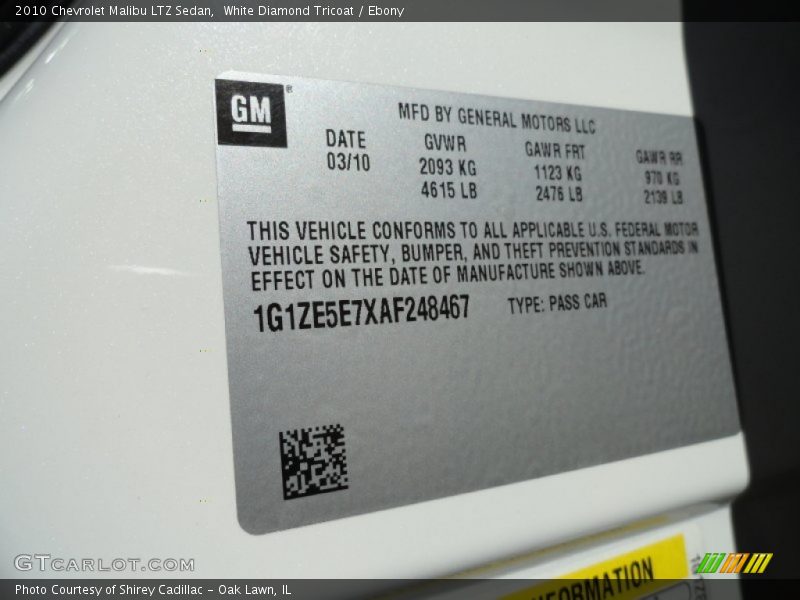 2010 Chevrolet Malibu LTZ Sedan, White Diamond Tricoat / Ebony
GM®
MFD BY GENERAL MOTORS LLC
DATE GVWR GAWR FRT GAWR RR
03/10 2093 KG 1123 KG 970 KG
4615 LB 2476 LB 2139 LB
THIS VEHICLE CONFORMS TO ALL APPLICABLE U.S. FEDERAL MOTOR
VEHICLE SAFETY, BUMPER, AND THEFT PREVENTION STANDARDS IN
EFFECT ON THE DATE OF MANUFACTURE SHOWN ABOVE.
1G1ZE5E7XAF248467 TYPE: PASS CAR
GTCARLOT.COM
Photo Courtesy of Shirey Cadillac - Oak Lawn, IL